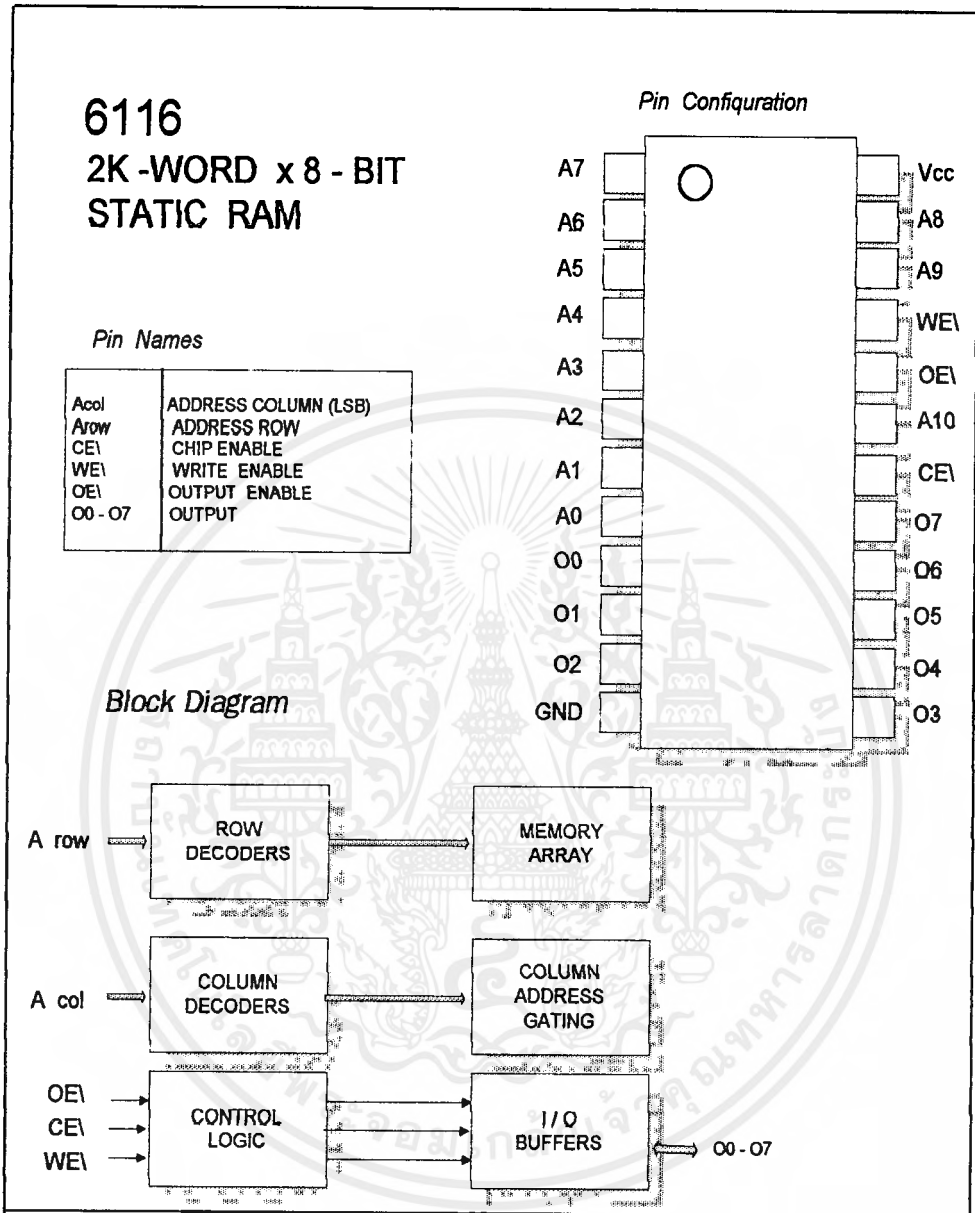 6116
2K -WORD x 8 - BIT
STATIC RAM
Pin Names
Acol ADDRESS COLUMN (LSB)
Arow ADDRESS ROW
CE\ CHIP ENABLE
WE\ WRITE ENABLE
OE\ OUTPUT ENABLE
O0 - O7 OUTPUT
Pin Confiquration
A7 Vcc
A6 A8
A5 A9
A4 WE\
A3 OE\
A2 A10
A1 CE\
A0 O7
O0 O6
O1 O5
O2 O4
GND O3
Block Diagram
A row
ROW
DECODERS
MEMORY
ARRAY
A col
COLUMN
DECODERS
COLUMN
ADDRESS
GATING
OE\
CE\
WE\
CONTROL
LOGIC
I / O
BUFFERS
O0 - O7